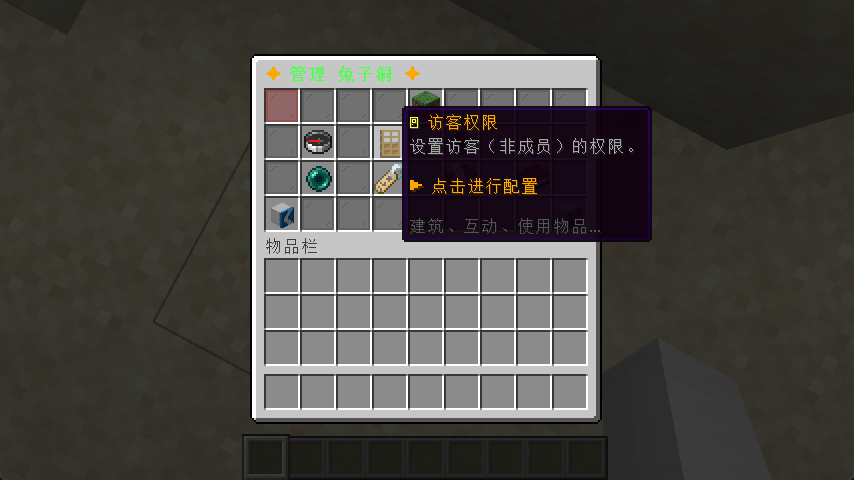 管理 兔子洞
访客权限
设置访客（非成员）的权限。
点击进行配置
建筑、互动、使用物品...
物品栏